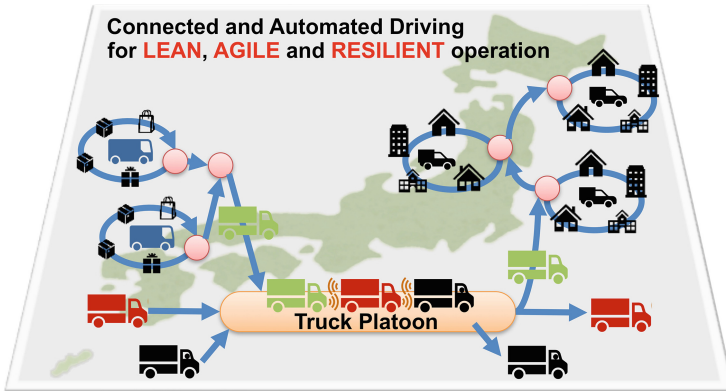 Connected and Automated Driving
for LEAN, AGILE and RESILIENT operation
Truck Platoon